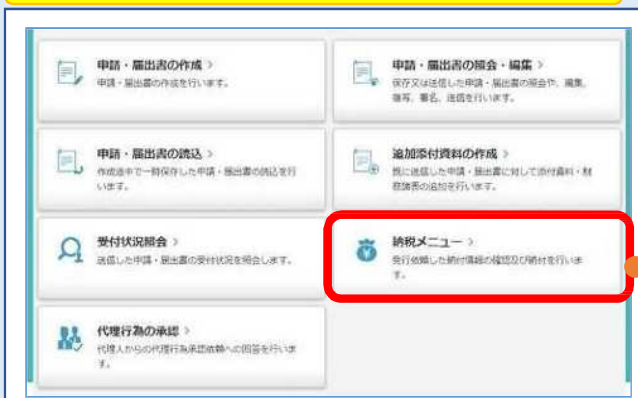 申請・届出書の作成 >
申請・届出書の作成を行います。
申請・届出書の照会・編集 >
保存又は送信した申請・届出書の照会や、編集、
複写、署名、送信を行います。
申請・届出書の読込 >
作成途中で一時保存した申請・届出書の読込を行
います。
追加添付資料の作成 >
既に送信した申請・届出書に対して添付資料・財
務諸表の追加を行います。
受付状況照会 >
送信した申請・届出書の受付状況を照会します。
納税メニュー >
発行依頼した納付情報の確認及び納付を行いま
す。
代理行為の承認 >
代理人からの代理行為承認依頼への回答を行いま
す。